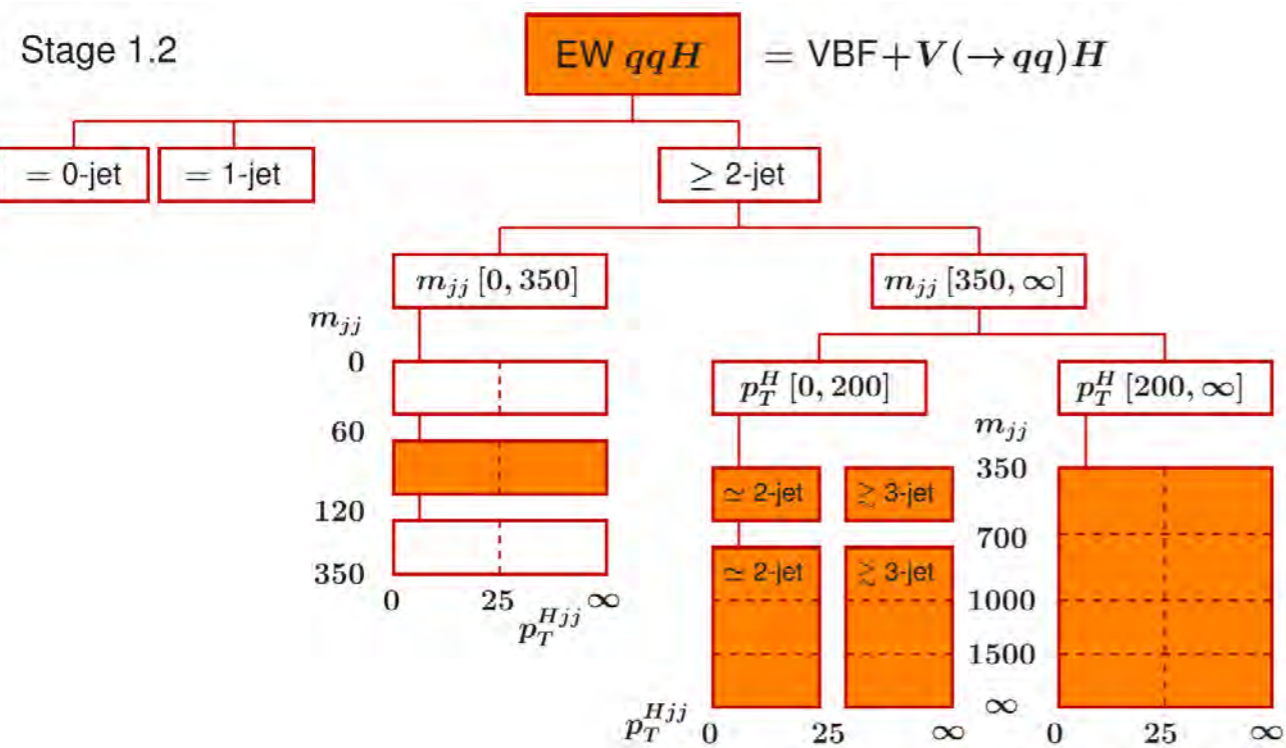 Stage 1.2
EW qqH = VBF+V(→qq)H
= 0-jet
= 1-jet
≥ 2-jet
m_jj [0, 350]
m_jj [350, ∞]
m_jj
0
60
120
350
0 25 ∞
p_T^Hjj
p_T^H [0, 200]
p_T^H [200, ∞]
≃ 2-jet
≳ 3-jet
≃ 2-jet
≳ 3-jet
m_jj
350
700
1000
1500
∞
p_T^Hjj 0 25 ∞
0 25 ∞